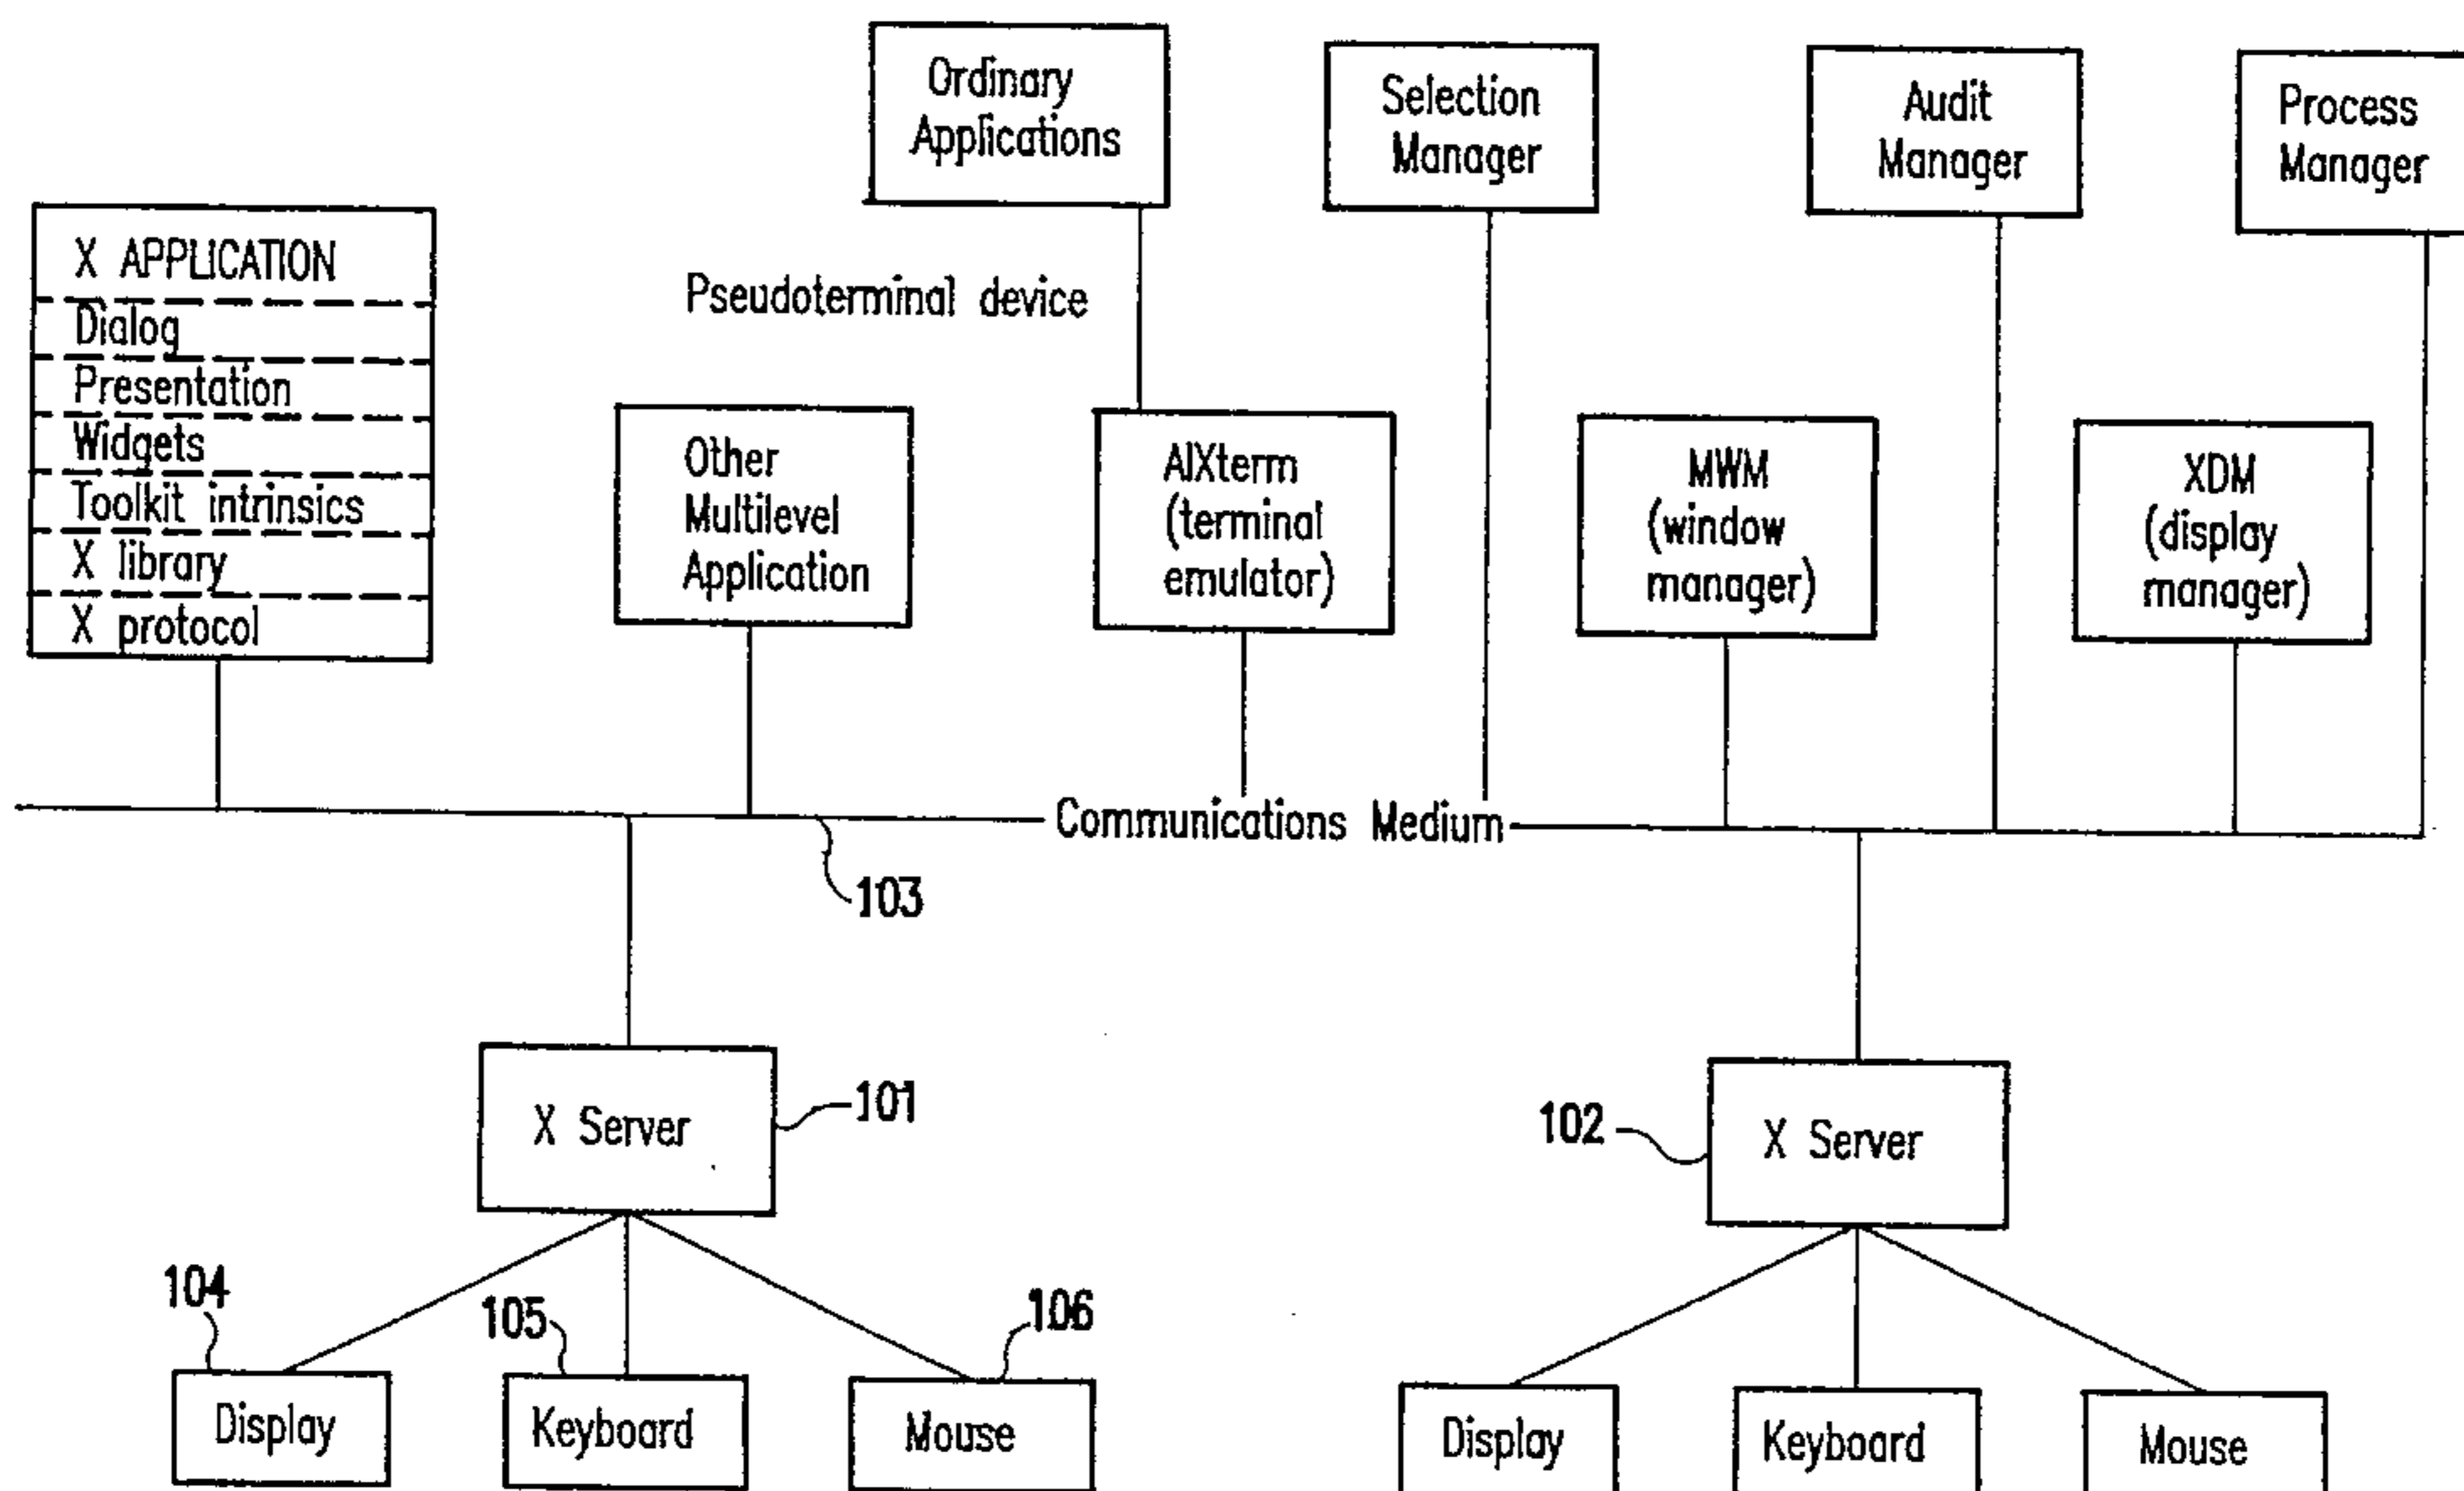 Ordinary
Applications
Selection
Manager
Audit
Manager
Process
Manager
X APPLICATION
Dialog
Presentation
Widgets
Toolkit intrinsics
X library
X protocol
Pseudoterminal device
Other
Multilevel
Application
AIXterm
(terminal
emulator)
MWM
(window
manager)
XDM
(display
manager)
Communications Medium
103
X Server
101
102
X Server
104
105
106
Display
Keyboard
Mouse
Display
Keyboard
Mouse